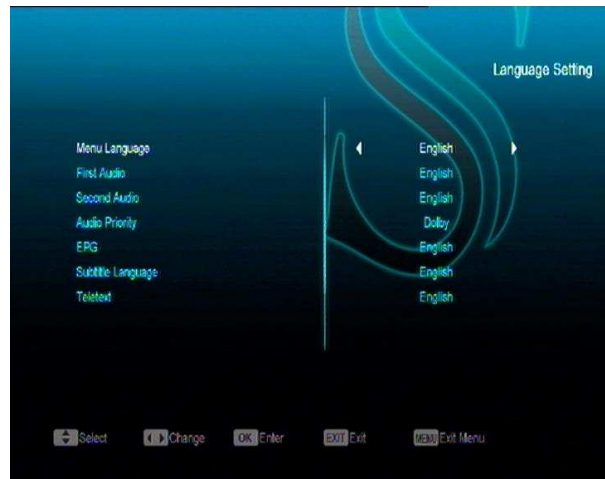 Language Setting
Menu Language English
First Audio English
Second Audio English
Audio Priority Dolby
EPG English
Subtitle Language English
Teletext English
Select Change OK Enter EXIT Exit MENU Exit Menu